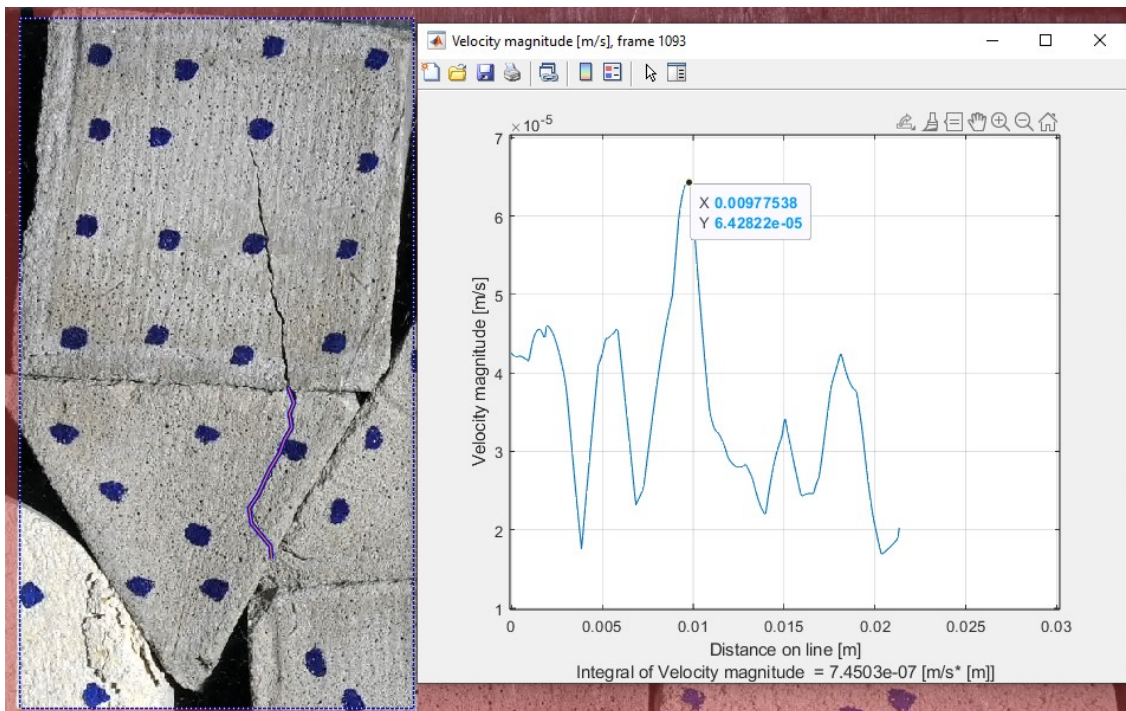 Velocity magnitude [m/s], frame 1093
×10-5
7
6
5
4
3
2
1
X 0.00977538
Y 6.42822e-05
Velocity magnitude [m/s]
0 0.005 0.01 0.015 0.02 0.025 0.03
Distance on line [m]
Integral of Velocity magnitude = 7.4503e-07 [m/s* [m]]